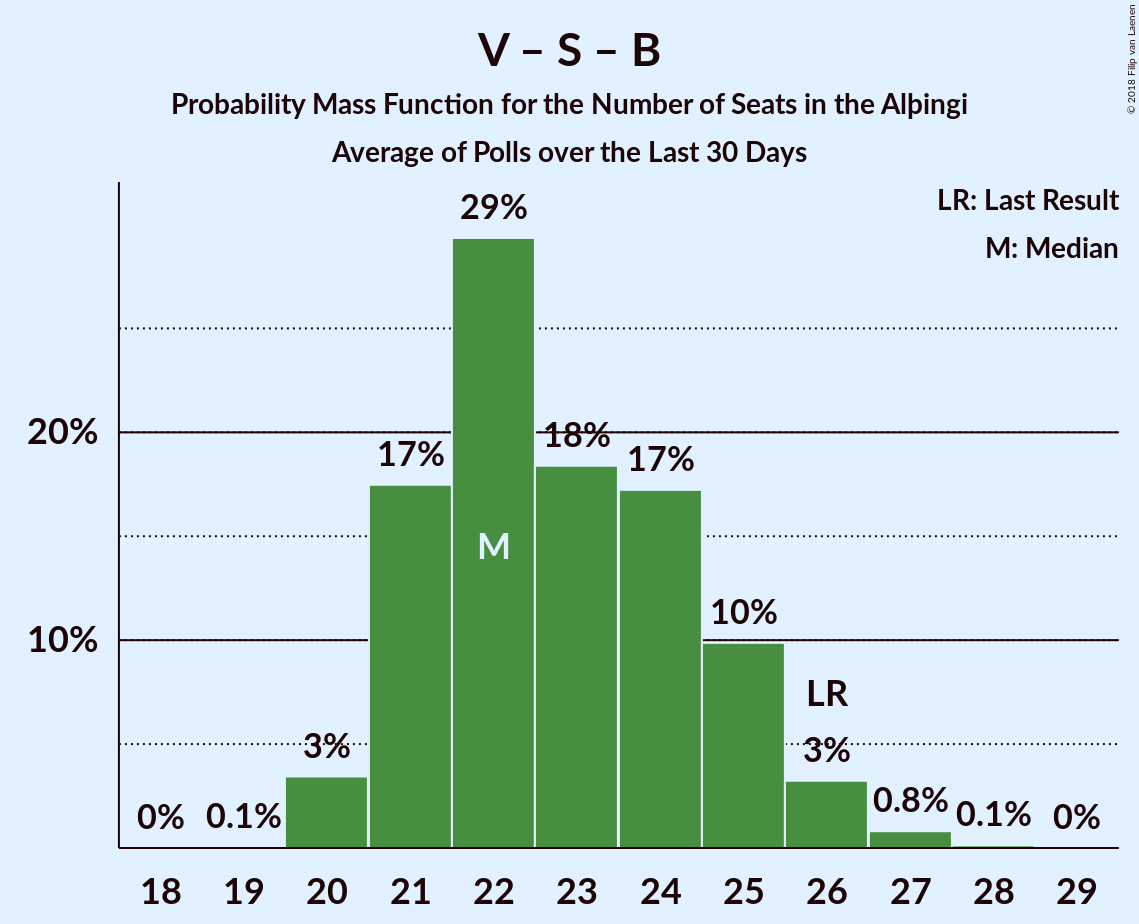 V – S – B
Probability Mass Function for the Number of Seats in the Alþingi
Average of Polls over the Last 30 Days
© 2018 Filip van Laenen
LR: Last Result
M: Median
20%
10%
0%
0.1%
3%
17%
29%
18%
17%
10%
3%
0.8%
0.1%
0%
M
LR
18 19 20 21 22 23 24 25 26 27 28 29